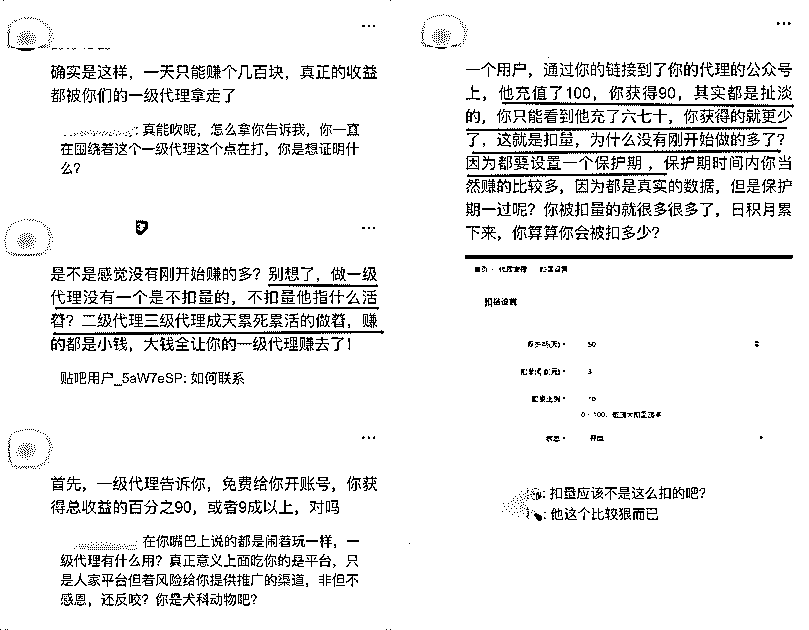 确实是这样，一天只能赚个几百块，真正的收益
都被你们的一级代理拿走了
: 真能吹呢，怎么拿你告诉我，你一直
在围绕着这个一级代理这个点在打，你是想证明什
么？
是不是感觉没有刚开始赚的多？别想了，做一级
代理没有一个是不扣量的，不扣量他指什么活
着？二级代理三级代理成天累死累活的做着，赚
的都是小钱，大钱全让你的一级代理赚去了！
贴吧用户_5aW7eSP: 如何联系
首先，一级代理告诉你，免费给你开账号，你获
得总收益的百分之90，或者9成以上，对吗
: 在你嘴巴上说的都是闹着玩一样，一
级代理有什么用？真正意义上面吃你的是平台，只
是人家平台但着风险给你提供推广的渠道，非但不
感恩，还反咬？你是犬科动物吧？
一个用户，通过你的链接到了你的代理的公众号
上，他充值了100，你获得90，其实都是扯淡
的，你只能看到他充了六七十，你获得的就更少
了，这就是扣量，为什么没有刚开始做的多了？
因为都要设置一个保护期，保护期时间内你当
然赚的比较多，因为都是真实的数据，但是保护
期一过呢？你被扣量的就很多很多了，日积月累
下来，你算算你会被扣多少？
扣量设置
50
3
10
: 扣量应该不是这么扣的吧？
: 他这个比较狠而已